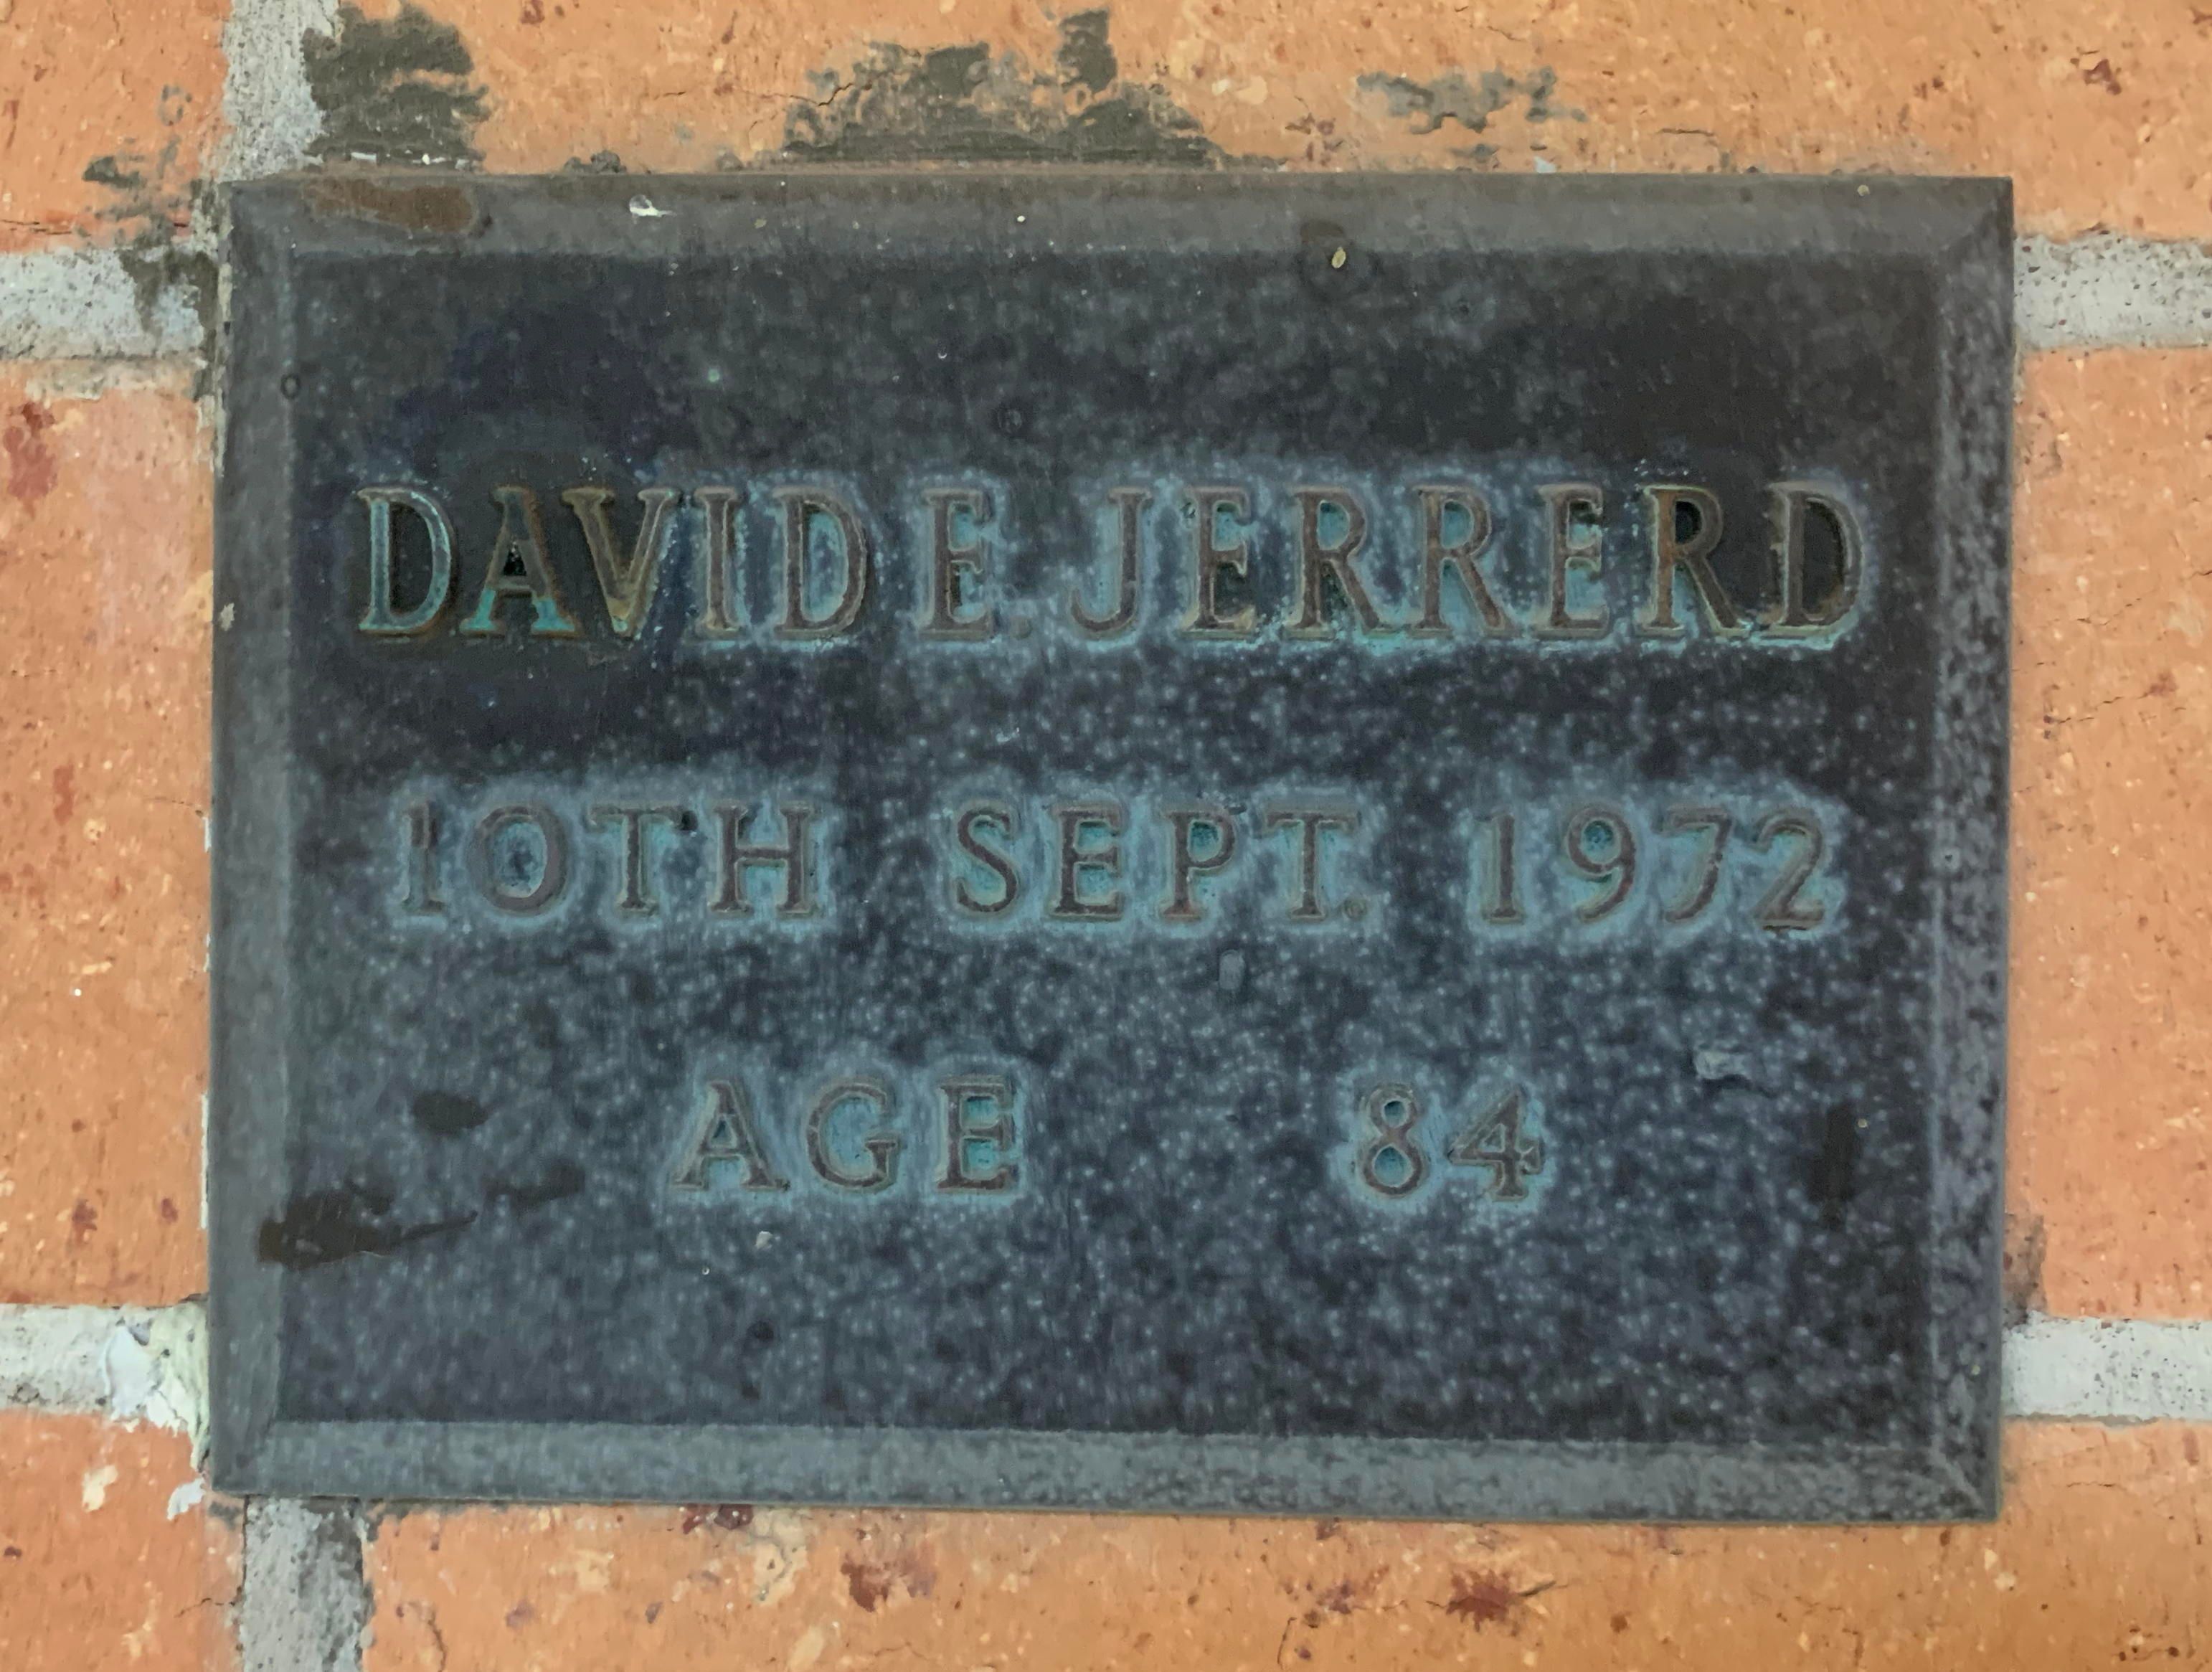 DAVID E. JERRERD
10TH SEPT. 1972
AGE 84